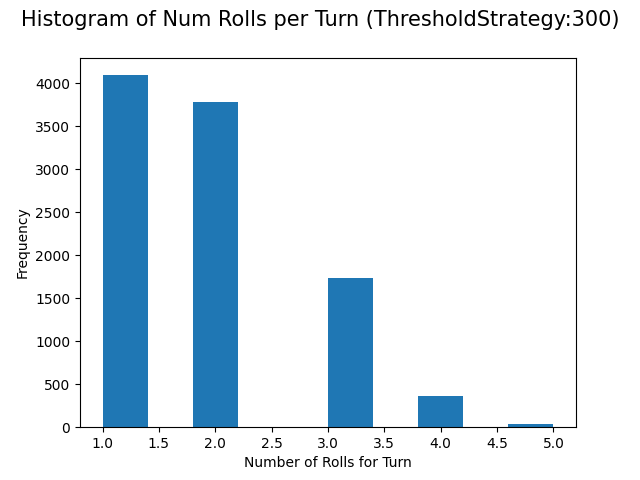 Histogram of Num Rolls per Turn (ThresholdStrategy:300)
4000
3500
3000
2500
2000
1500
1000
500
0
Frequency
1.0 1.5 2.0 2.5 3.0 3.5 4.0 4.5 5.0
Number of Rolls for Turn